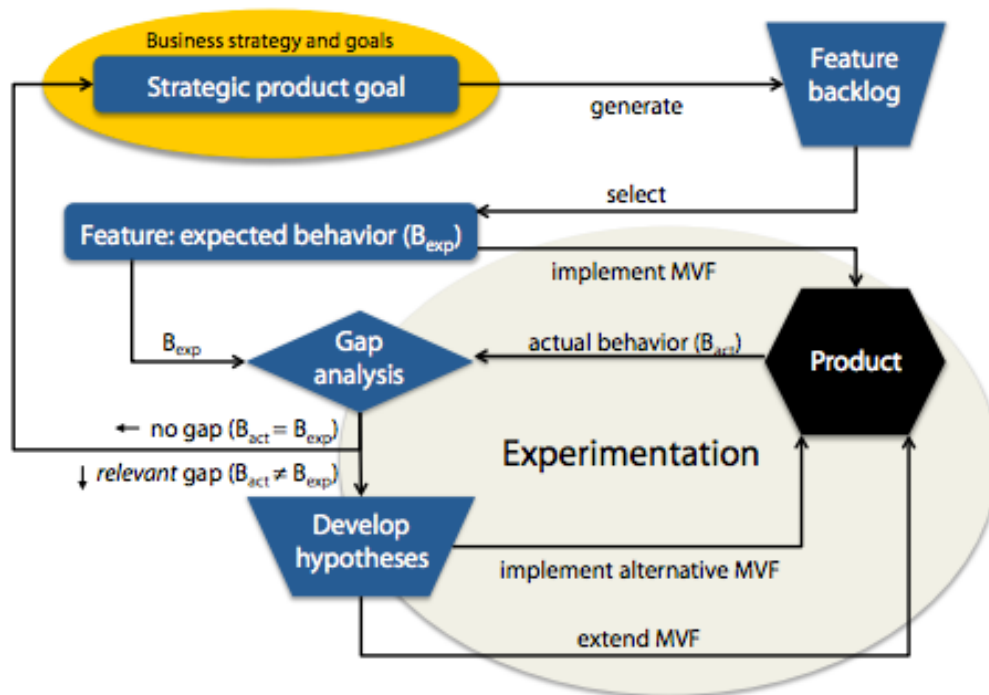 Business strategy and goals
Strategic product goal
generate
Feature
backlog
select
Feature: expected behavior (Bexp)
implement MVF
Bexp
Gap
analysis
actual behavior (Bact)
Product
← no gap (Bact = Bexp)
↓ relevant gap (Bact ≠ Bexp)
Experimentation
Develop
hypotheses
implement alternative MVF
extend MVF